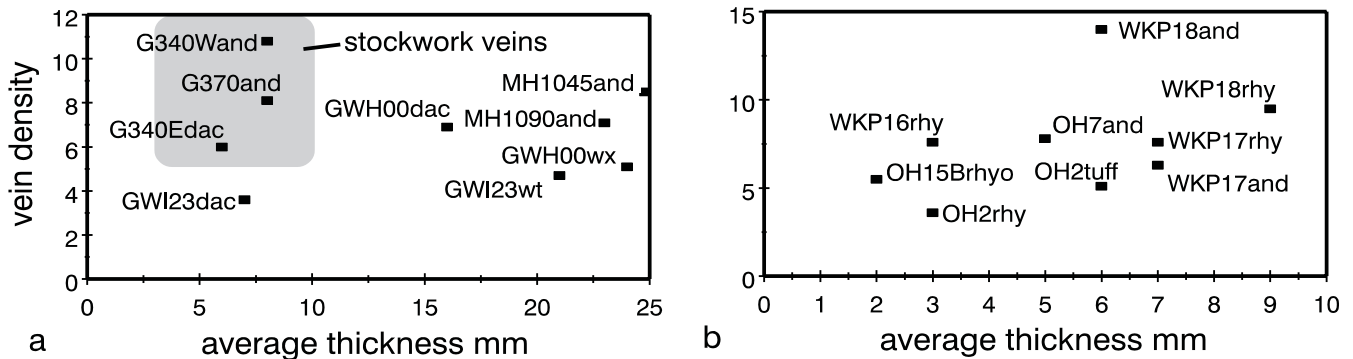 12
10
8
6
4
2
0
vein density
G340Wand
stockwork veins
G370and
G340Edac
GWI23dac
GWH00dac
MH1045and
MH1090and
GWH00wx
GWI23wt
0 5 10 15 20 25
a average thickness mm
15
10
5
0
WKP18and
WKP18rhy
WKP16rhy
OH7and
WKP17rhy
OH15Brhyo
OH2tuff
WKP17and
OH2rhy
0 1 2 3 4 5 6 7 8 9 10
b average thickness mm